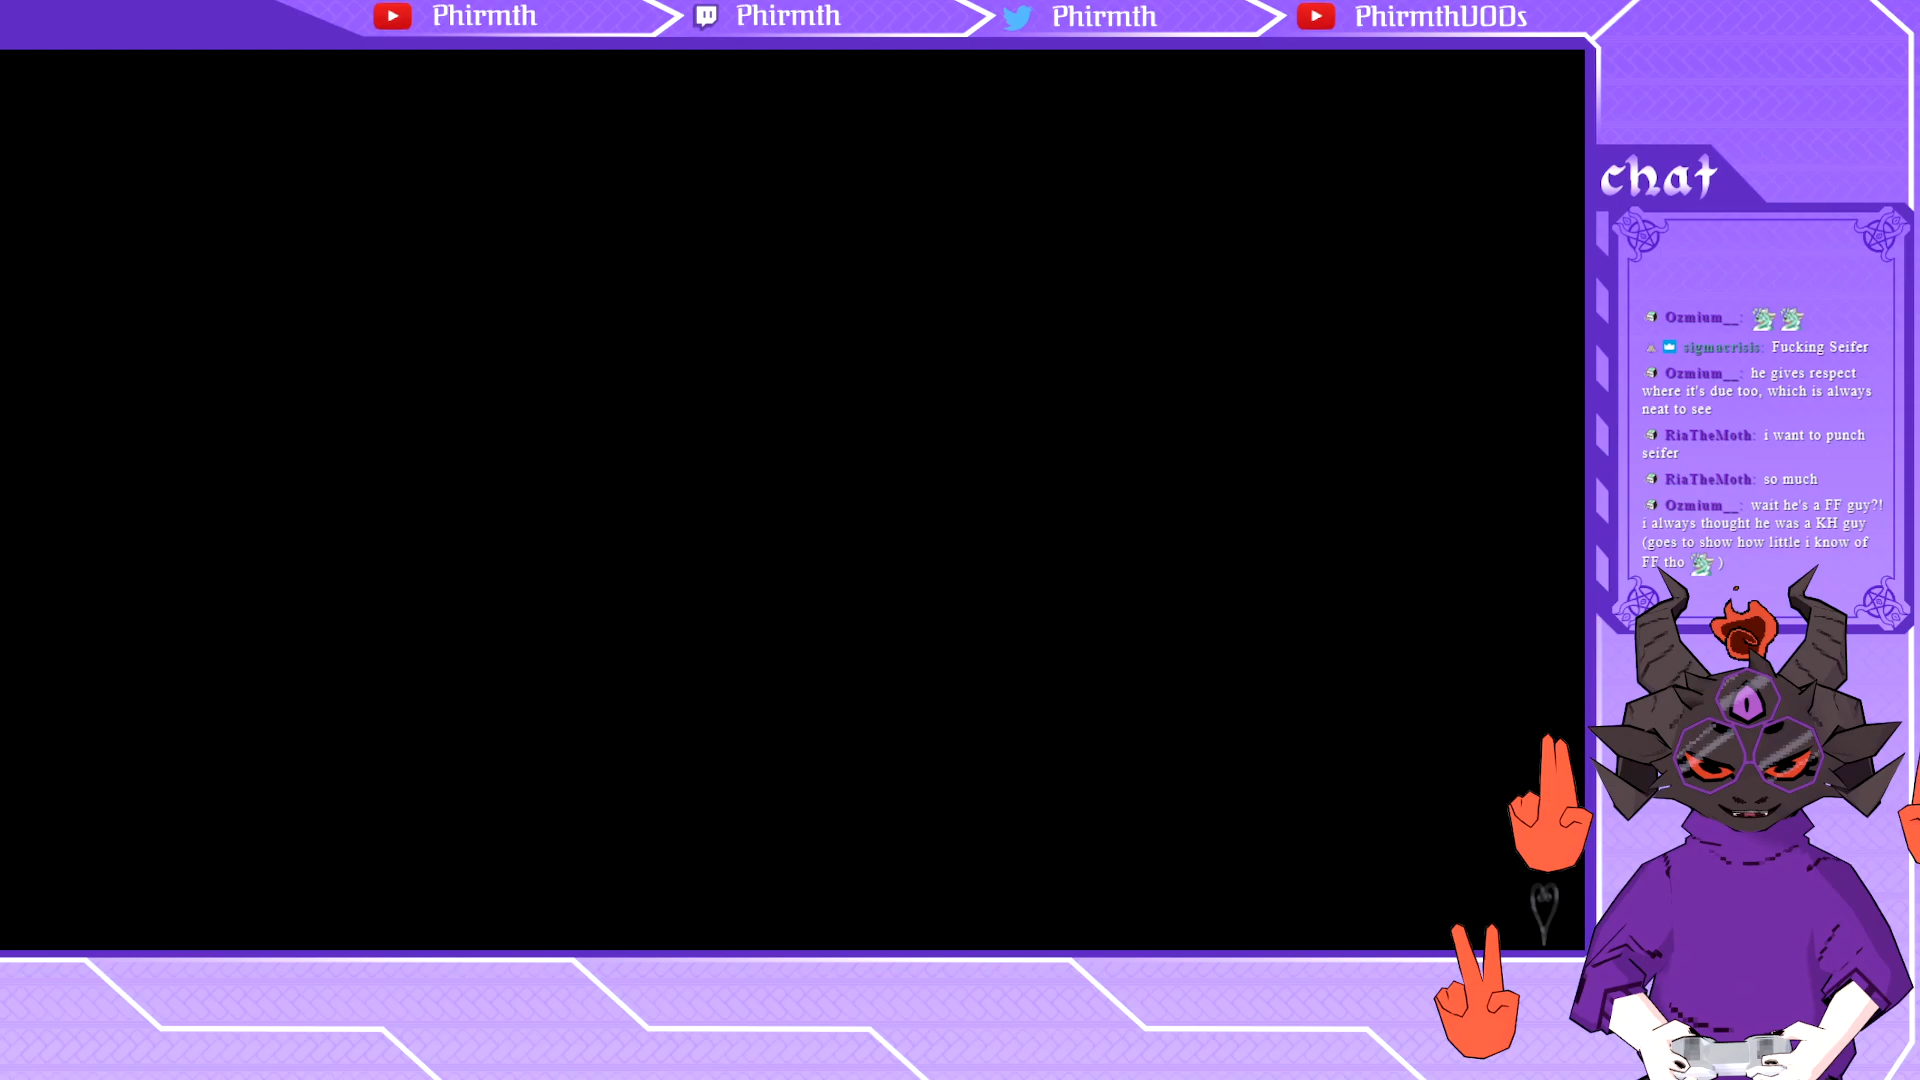 Phirmth Phirmth Phirmth PhirmthVODs
chat
Ozmium__:
sigmacrisis: Fucking Seifer
Ozmium__: he gives respect
where it's due too, which is always
neat to see
RiaTheMoth: i want to punch
seifer
RiaTheMoth: so much
Ozmium__: wait he's a FF guy?!
i always thought he was a KH guy
(goes to show how little i know of
FF tho )